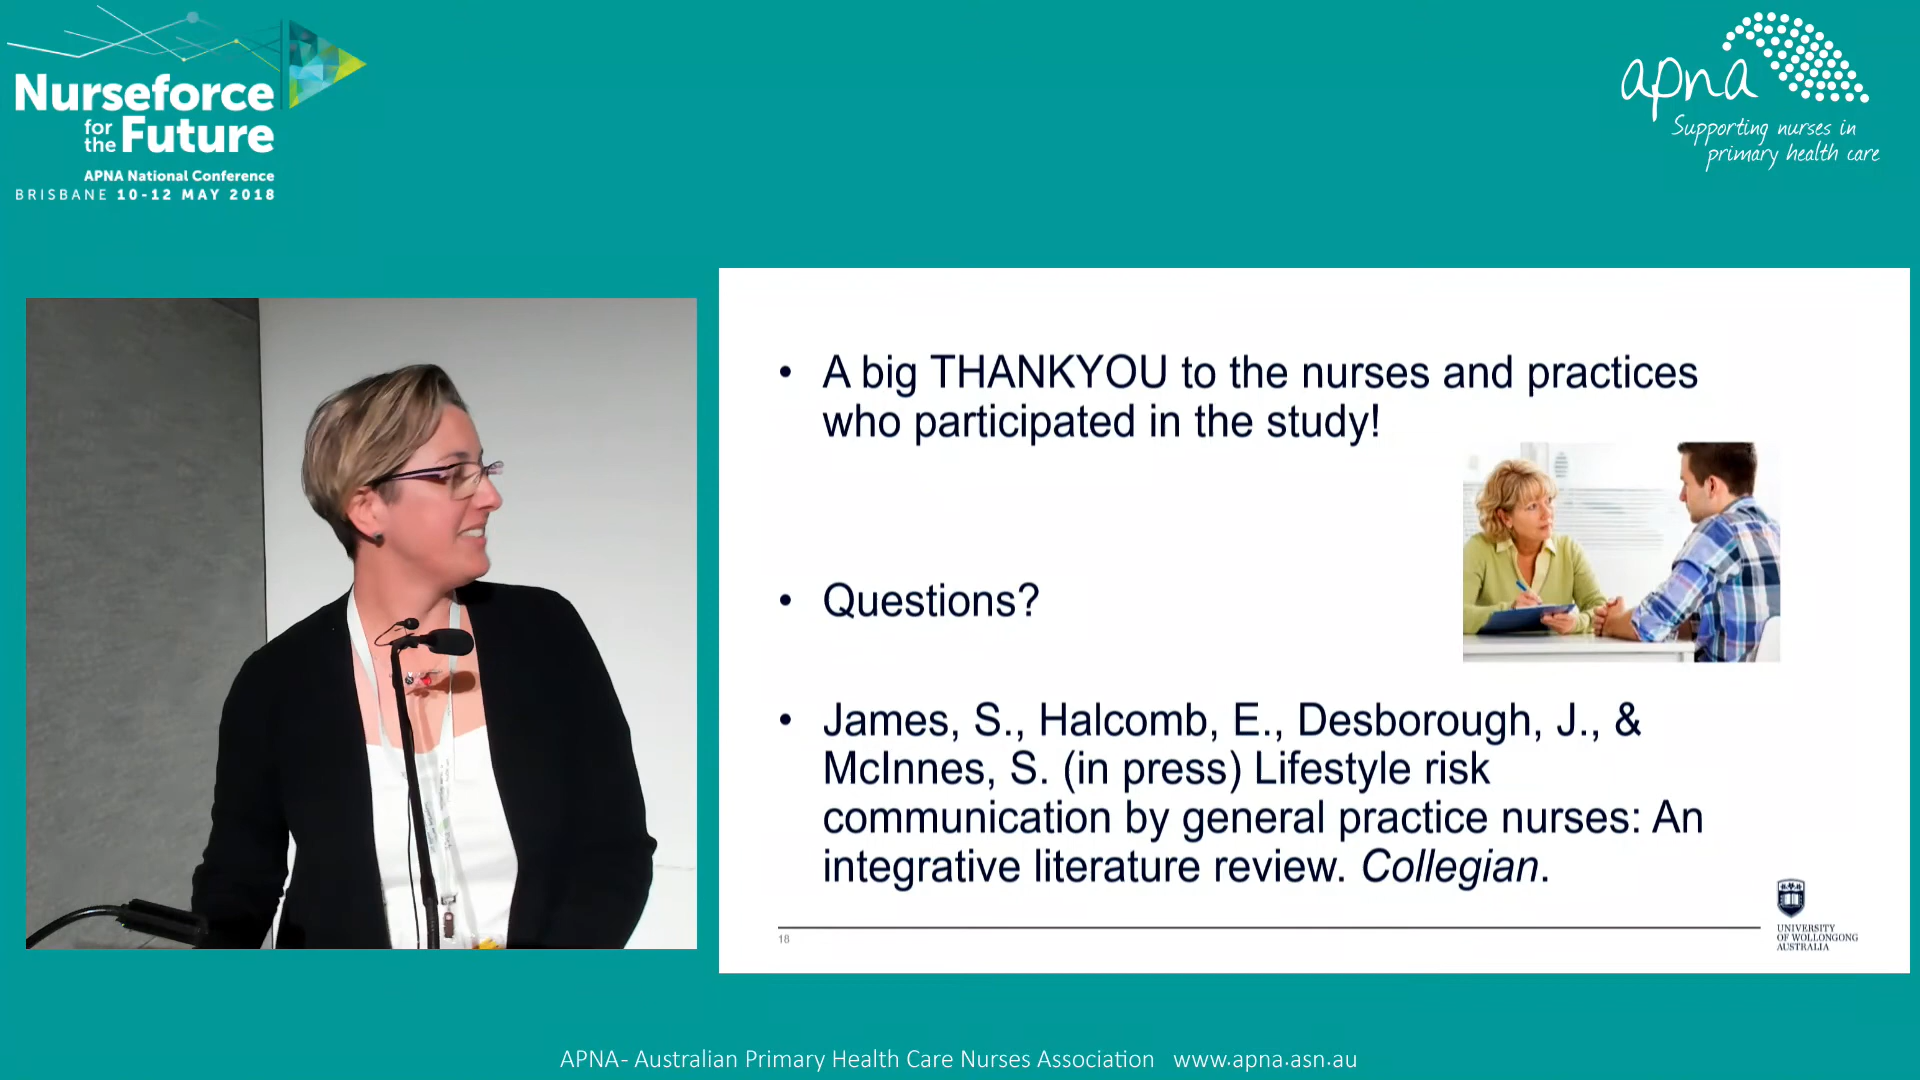 Nurseforce
for the Future
APNA National Conference
BRISBANE 10-12 MAY 2018
apna
Supporting nurses in
primary health care
• A big THANKYOU to the nurses and practices
who participated in the study!
• Questions?
• James, S., Halcomb, E., Desborough, J., &
McInnes, S. (in press) Lifestyle risk
communication by general practice nurses: An
integrative literature review. Collegian.
18
UNIVERSITY
OF WOLLONGONG
AUSTRALIA
APNA- Australian Primary Health Care Nurses Association www.apna.asn.au